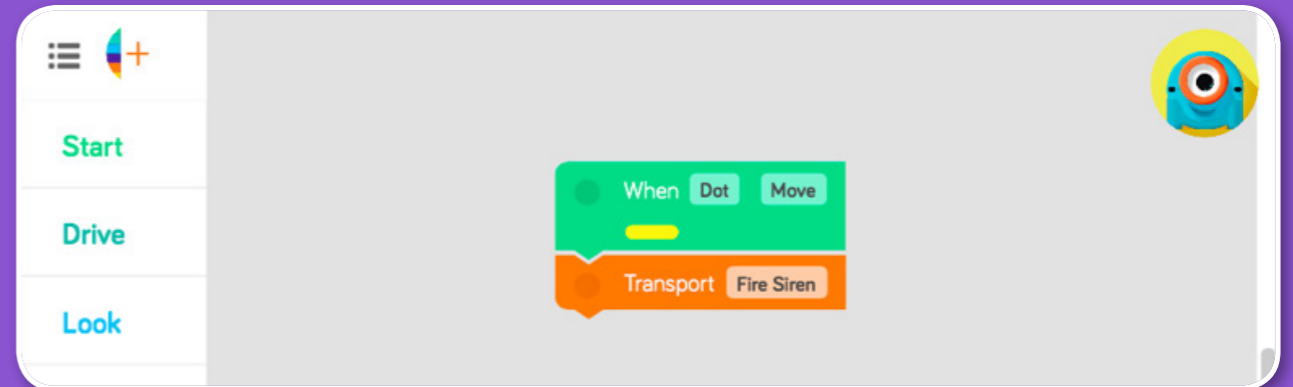 Start
Drive
Look
When Dot Move
Transport Fire Siren